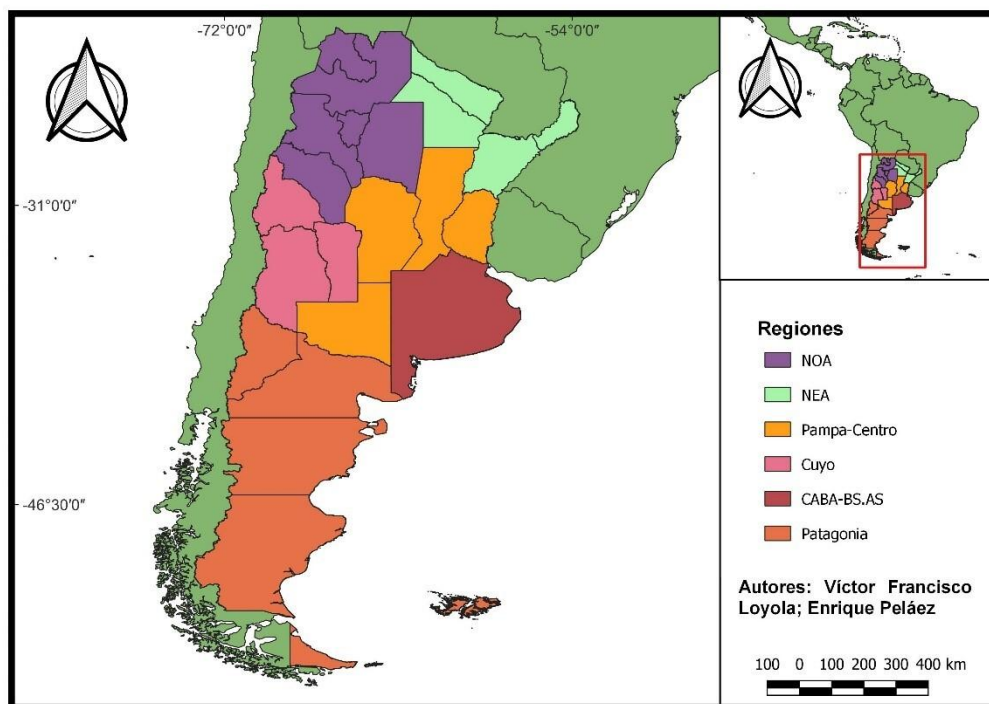 -72°0′0″
-54°0′0″
-31°0′0″
-46°30′0″
Regiones
NOA
NEA
Pampa-Centro
Cuyo
CABA-BS.AS
Patagonia
Autores: Víctor Francisco
Loyola; Enrique Peláez
100 0 100 200 300 400 km